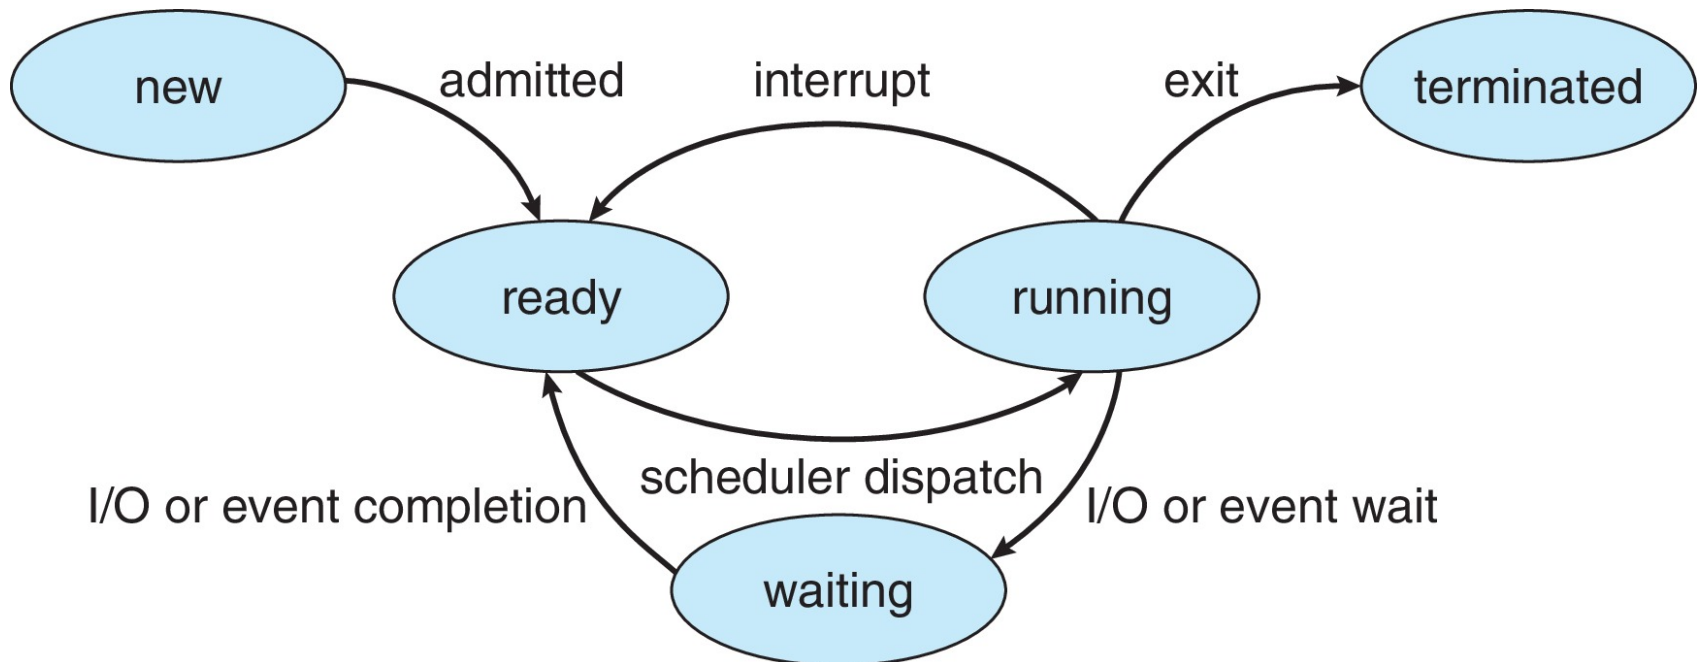 new
admitted
interrupt
exit
terminated
ready
running
scheduler dispatch
I/O or event completion
I/O or event wait
waiting